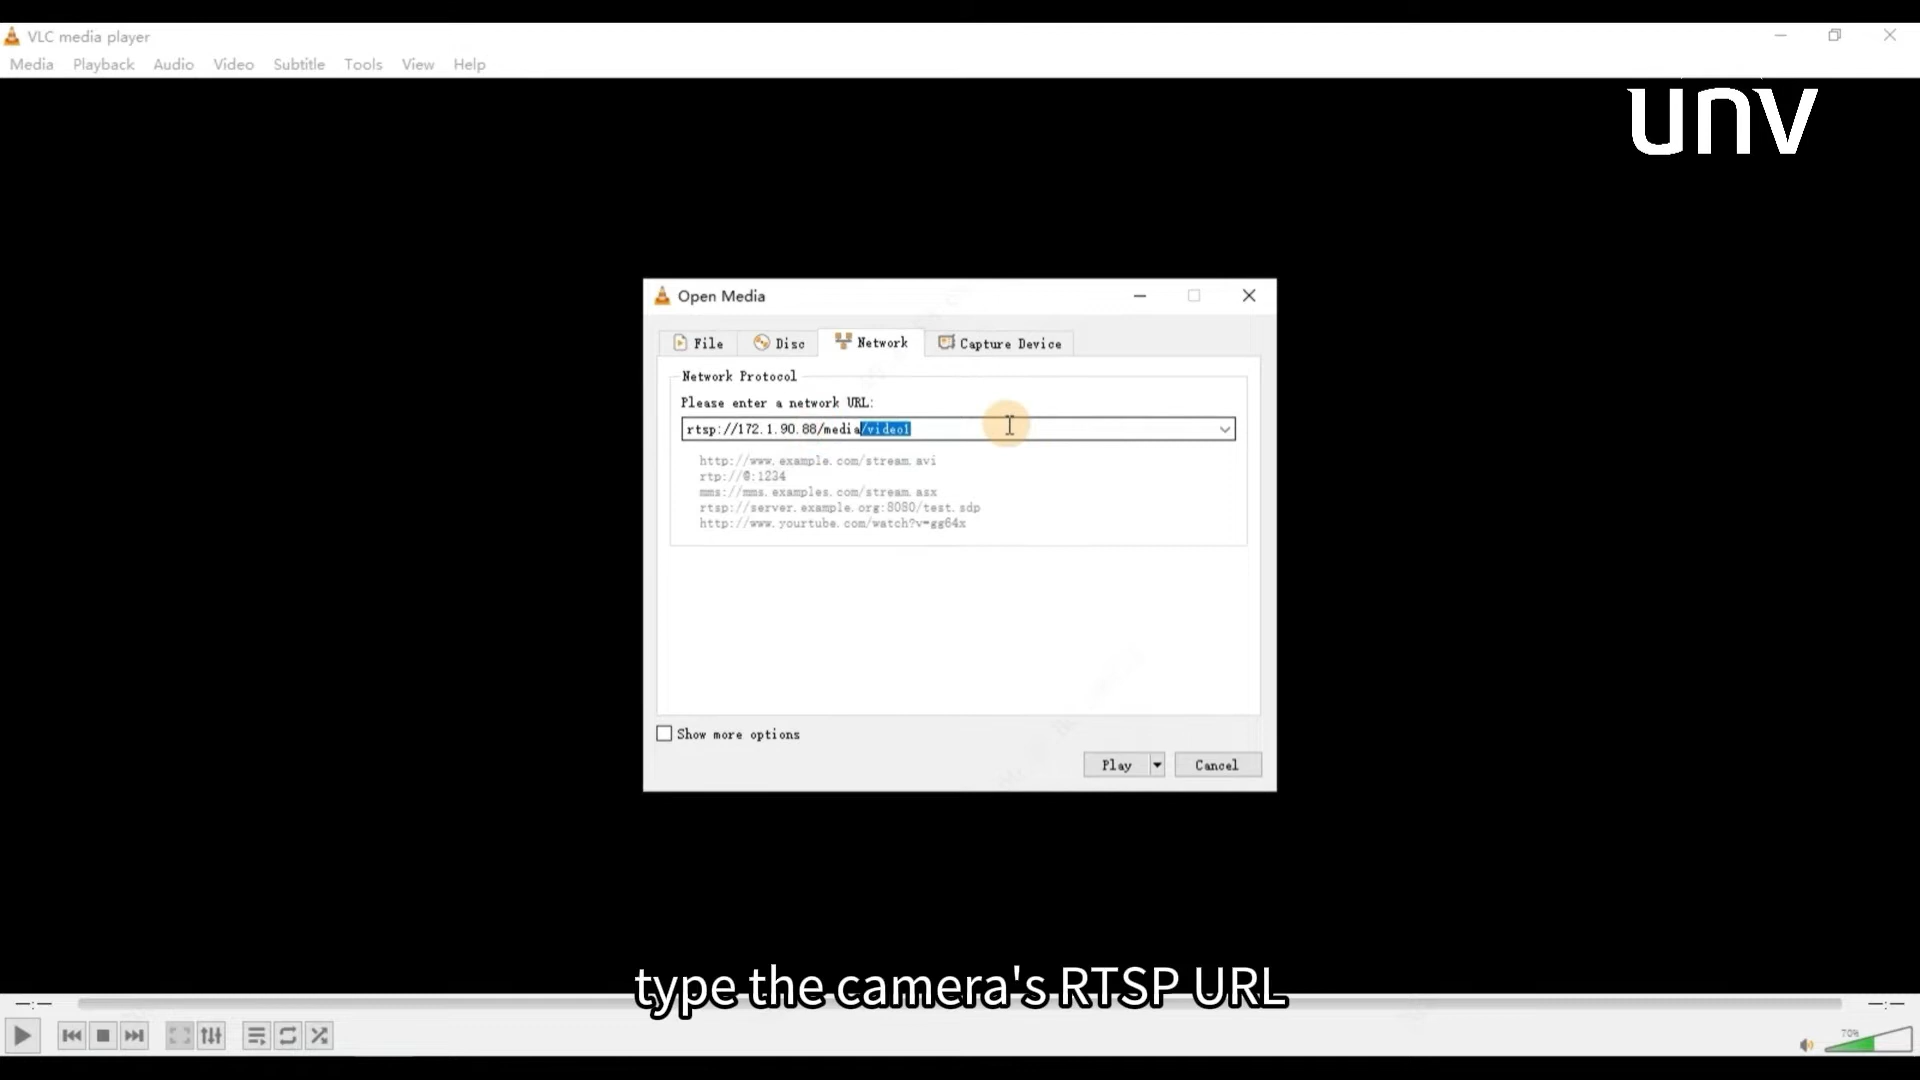 VLC media player
Media Playback Audio Video Subtitle Tools View Help
unv
Open Media
File Disc Network Capture Device
Network Protocol
Please enter a network URL:
rtsp://172.1.90.88/media/video1
http://www.example.com/stream.avi
rtp://@:1234
mms://mms.examples.com/stream.asx
rtsp://server.example.org:8080/test.sdp
http://www.yourtube.com/watch?v=gg64x
Show more options
Play Cancel
type the camera's RTSP URL
--:-- --:--
70%